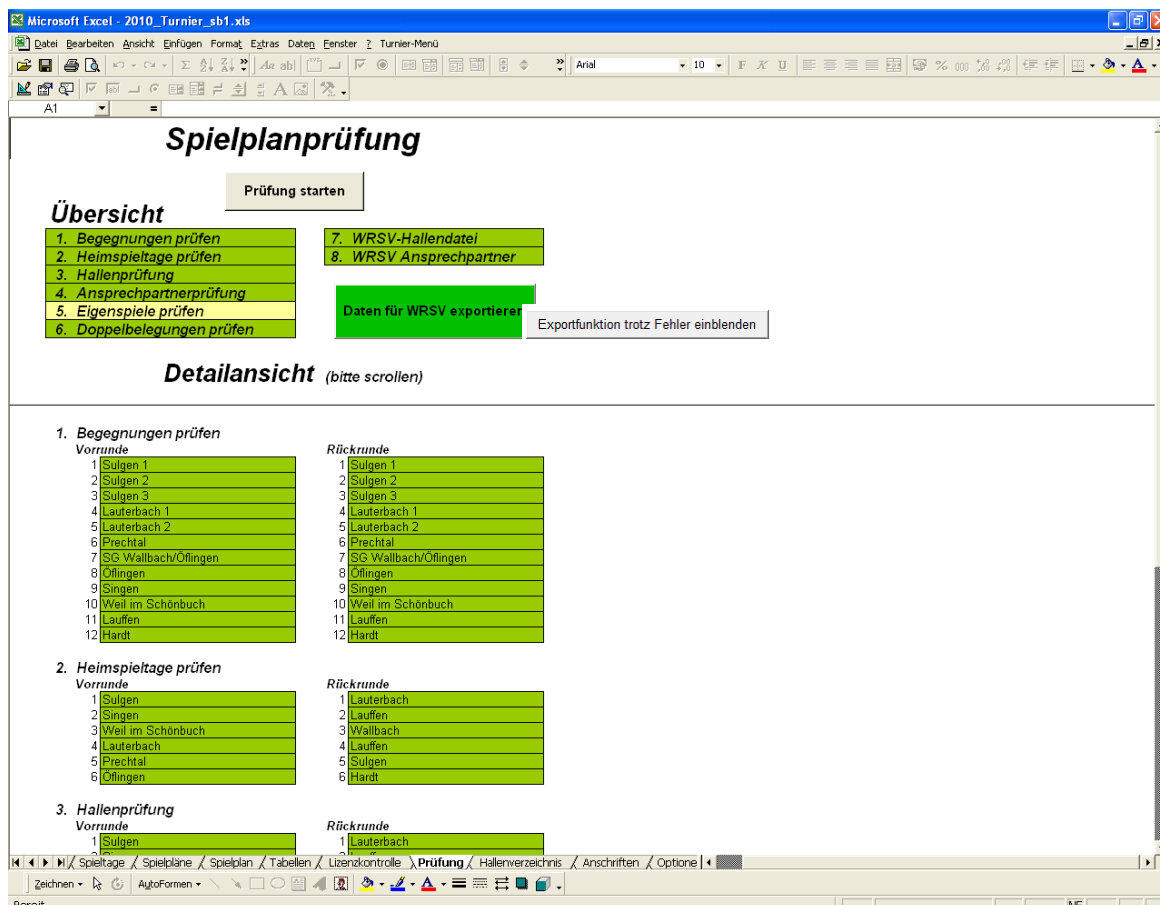 Microsoft Excel - 2010_Turnier_sb1.xls
Datei Bearbeiten Ansicht Einfügen Format Extras Daten Fenster ? Turnier-Menü
Arial 10 F K U
A1 =
Spielplanprüfung
Prüfung starten
Übersicht
1. Begegnungen prüfen 7. WRSV-Hallendatei
2. Heimspieltage prüfen 8. WRSV Ansprechpartner
3. Hallenprüfung
4. Ansprechpartnerprüfung
5. Eigenspiele prüfen Daten für WRSV exportieren
6. Doppelbelegungen prüfen Exportfunktion trotz Fehler einblenden
Detailansicht (bitte scrollen)
1. Begegnungen prüfen
Vorrunde Rückrunde
1 Sulgen 1 1 Sulgen 1
2 Sulgen 2 2 Sulgen 2
3 Sulgen 3 3 Sulgen 3
4 Lauterbach 1 4 Lauterbach 1
5 Lauterbach 2 5 Lauterbach 2
6 Prechtal 6 Prechtal
7 SG Wallbach/Öflingen 7 SG Wallbach/Öflingen
8 Öflingen 8 Öflingen
9 Singen 9 Singen
10 Weil im Schönbuch 10 Weil im Schönbuch
11 Lauffen 11 Lauffen
12 Hardt 12 Hardt
2. Heimspieltage prüfen
Vorrunde Rückrunde
1 Sulgen 1 Lauterbach
2 Singen 2 Lauffen
3 Weil im Schönbuch 3 Wallbach
4 Lauterbach 4 Lauffen
5 Prechtal 5 Sulgen
6 Öflingen 6 Hardt
3. Hallenprüfung
Vorrunde Rückrunde
1 Sulgen 1 Lauterbach
Spieltage Spielpläne Spielplan Tabellen Lizenzkontrolle Prüfung Hallenverzeichnis Anschriften Optione
Zeichnen AutoFormen
Bereit NF